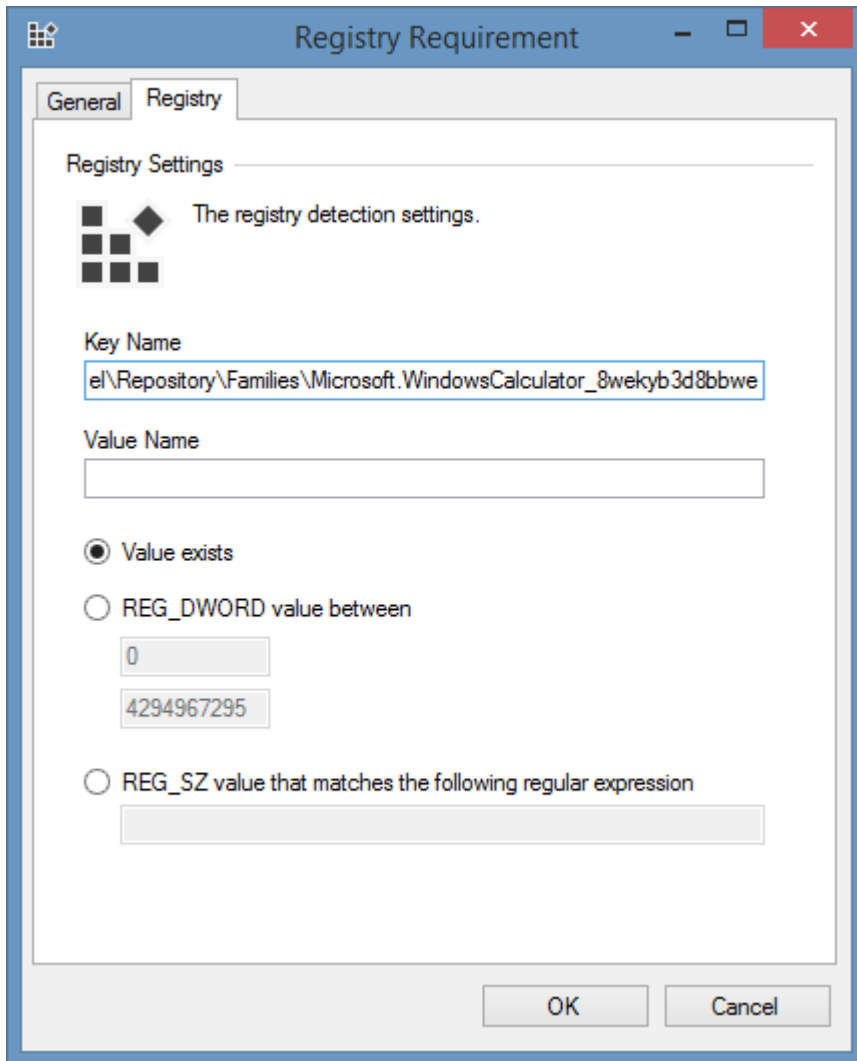 Registry Requirement
General
Registry
Registry Settings
The registry detection settings.
Key Name
el\Repository\Families\Microsoft.WindowsCalculator_8wekyb3d8bbwe
Value Name
Value exists
REG_DWORD value between
0
4294967295
REG_SZ value that matches the following regular expression
OK
Cancel